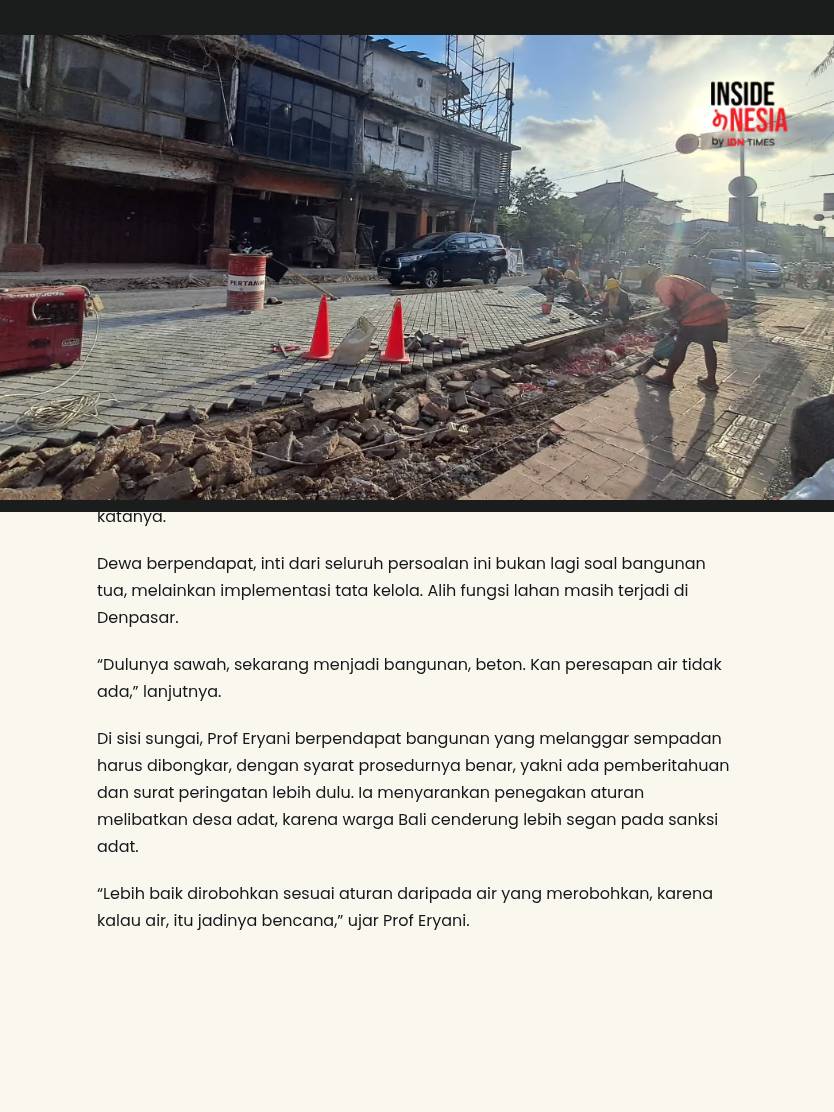 INSIDE
NESIA
by IDN TIMES
PERTAMINA
katanya.
Dewa berpendapat, inti dari seluruh persoalan ini bukan lagi soal bangunan
tua, melainkan implementasi tata kelola. Alih fungsi lahan masih terjadi di
Denpasar.
“Dulunya sawah, sekarang menjadi bangunan, beton. Kan peresapan air tidak
ada,” lanjutnya.
Di sisi sungai, Prof Eryani berpendapat bangunan yang melanggar sempadan
harus dibongkar, dengan syarat prosedurnya benar, yakni ada pemberitahuan
dan surat peringatan lebih dulu. Ia menyarankan penegakan aturan
melibatkan desa adat, karena warga Bali cenderung lebih segan pada sanksi
adat.
“Lebih baik dirobohkan sesuai aturan daripada air yang merobohkan, karena
kalau air, itu jadinya bencana,” ujar Prof Eryani.